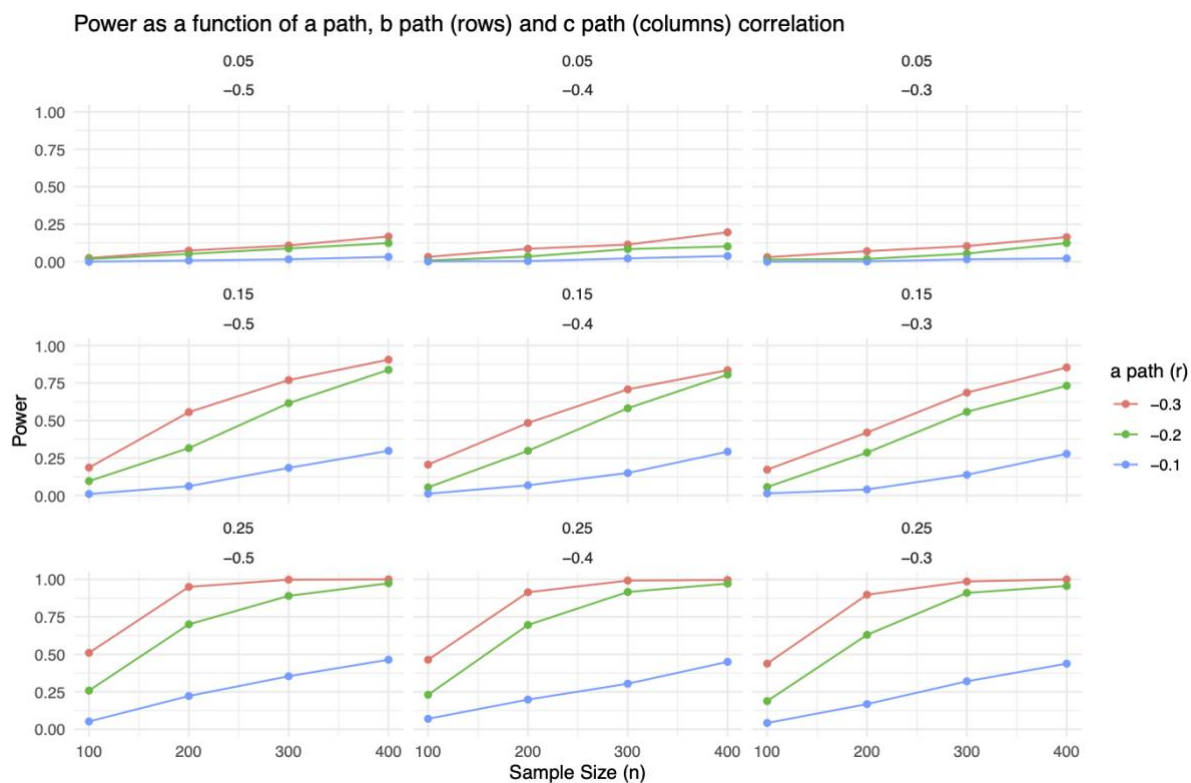 Power as a function of a path, b path (rows) and c path (columns) correlation
0.05 0.05 0.05
−0.5 −0.4 −0.3
1.00
0.75
0.50
0.25
0.00
0.15 0.15 0.15
−0.5 −0.4 −0.3
1.00
0.75
0.50
0.25
0.00
0.25 0.25 0.25
−0.5 −0.4 −0.3
1.00
0.75
0.50
0.25
0.00
100 200 300 400 100 200 300 400 100 200 300 400
Sample Size (n)
Power
a path (r)
−0.3
−0.2
−0.1